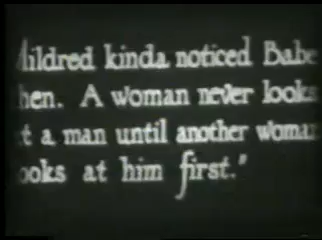 ildred kinda noticed Babe
hen. A woman never looks
t a man until another woman
ooks at him first."